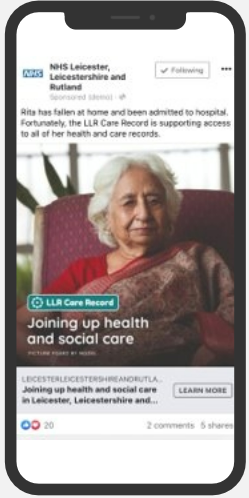 NHS
NHS Leicester,
Leicestershire and
Rutland
Sponsored (demo) ·
✓ Following
Rita has fallen at home and been admitted to hospital.
Fortunately, the LLR Care Record is supporting access
to all of her health and care records.
LLR Care Record
Joining up health
and social care
PICTURE POSED BY MODEL
LEICESTERLEICESTERSHIREANDRUTLA...
Joining up health and social care
in Leicester, Leicestershire and...
LEARN MORE
20
2 comments 5 shares